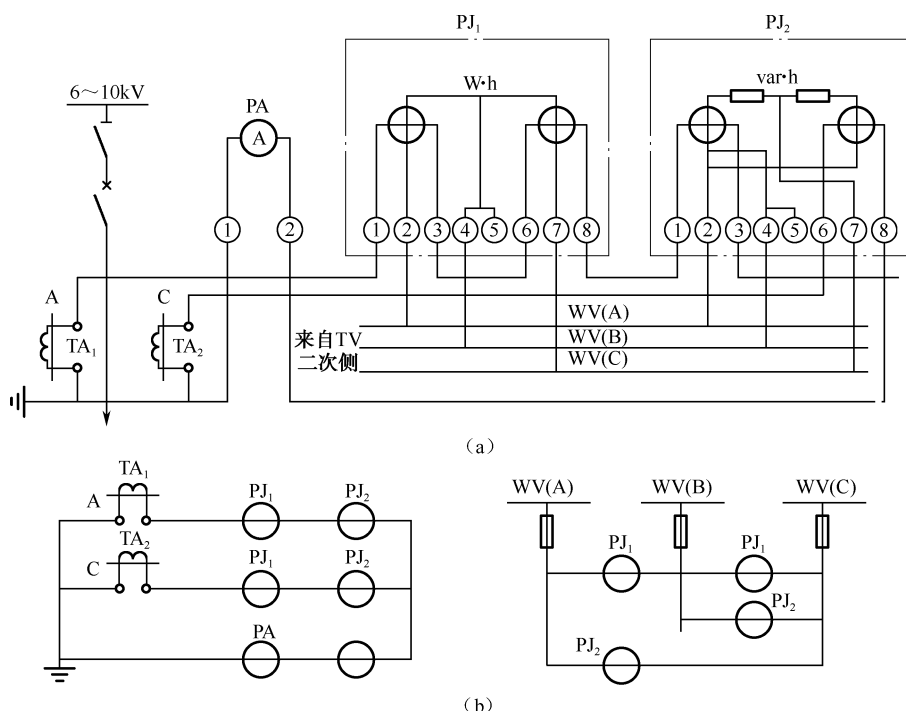 PJ₁
PJ₂
6～10kV
PA
A
W•h
var•h
① ②
① ② ③ ④ ⑤ ⑥ ⑦ ⑧
① ② ③ ④ ⑤ ⑥ ⑦ ⑧
A
TA₁
C
TA₂
来自TV
二次侧
WV(A)
WV(B)
WV(C)
（a）
TA₁
A
PJ₁
PJ₂
TA₂
C
PJ₁
PJ₂
PA
WV(A)
WV(B)
WV(C)
PJ₁
PJ₁
PJ₂
PJ₂
（b）